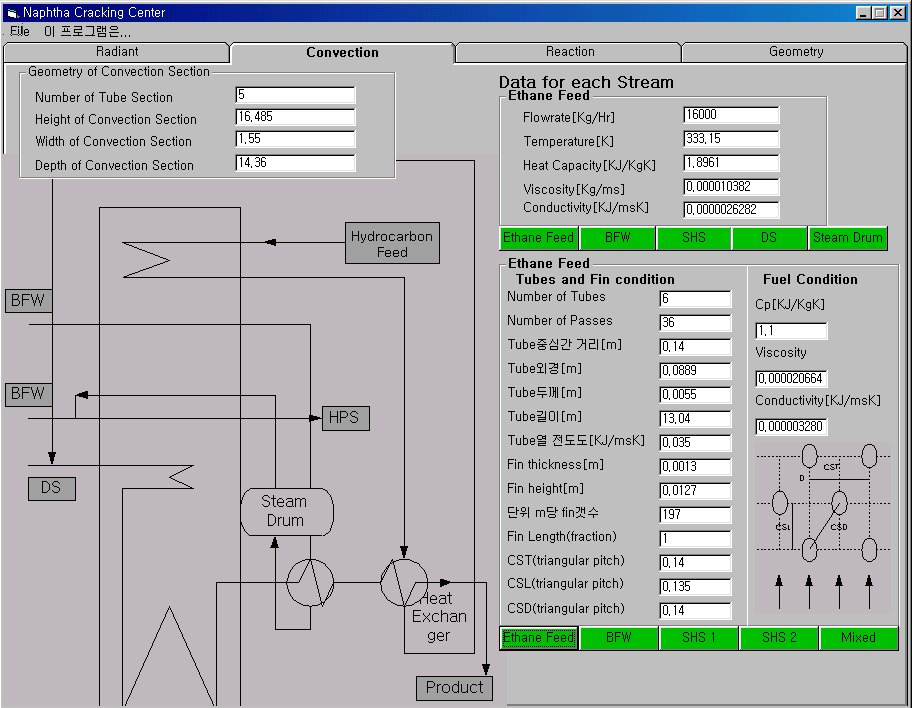 Naphtha Cracking Center
File 이 프로그램은...
Radiant Convection Reaction Geometry
Geometry of Convection Section
Number of Tube Section 5
Height of Convection Section 16,485
Width of Convection Section 1,55
Depth of Convection Section 14,36
Data for each Stream
Ethane Feed
Flowrate[Kg/Hr] 16000
Temperature[K] 333,15
Heat Capacity[KJ/KgK] 1,8961
Viscosity[Kg/ms] 0,000010382
Conductivity[KJ/msK] 0,0000026282
Ethane Feed BFW SHS DS Steam Drum
Hydrocarbon
Feed
BFW
BFW
HPS
DS
Steam
Drum
Heat
Exchan
ger
Product
Ethane Feed
Tubes and Fin condition
Number of Tubes 6
Number of Passes 36
Tube중심간 거리[m] 0,14
Tube외경[m] 0,0889
Tube두께[m] 0,0055
Tube길이[m] 13,04
Tube열 전도도[KJ/msK] 0,035
Fin thickness[m] 0,0013
Fin height[m] 0,0127
단위 m당 fin갯수 197
Fin Length(fraction) 1
CST(triangular pitch) 0,14
CSL(triangular pitch) 0,135
CSD(triangular pitch) 0,14
Fuel Condition
Cp[KJ/KgK]
1,1
Viscosity
0,000020664
Conductivity[KJ/msK]
0,000003280
CST
D
CSL
CSD
Ethane Feed BFW SHS 1 SHS 2 Mixed